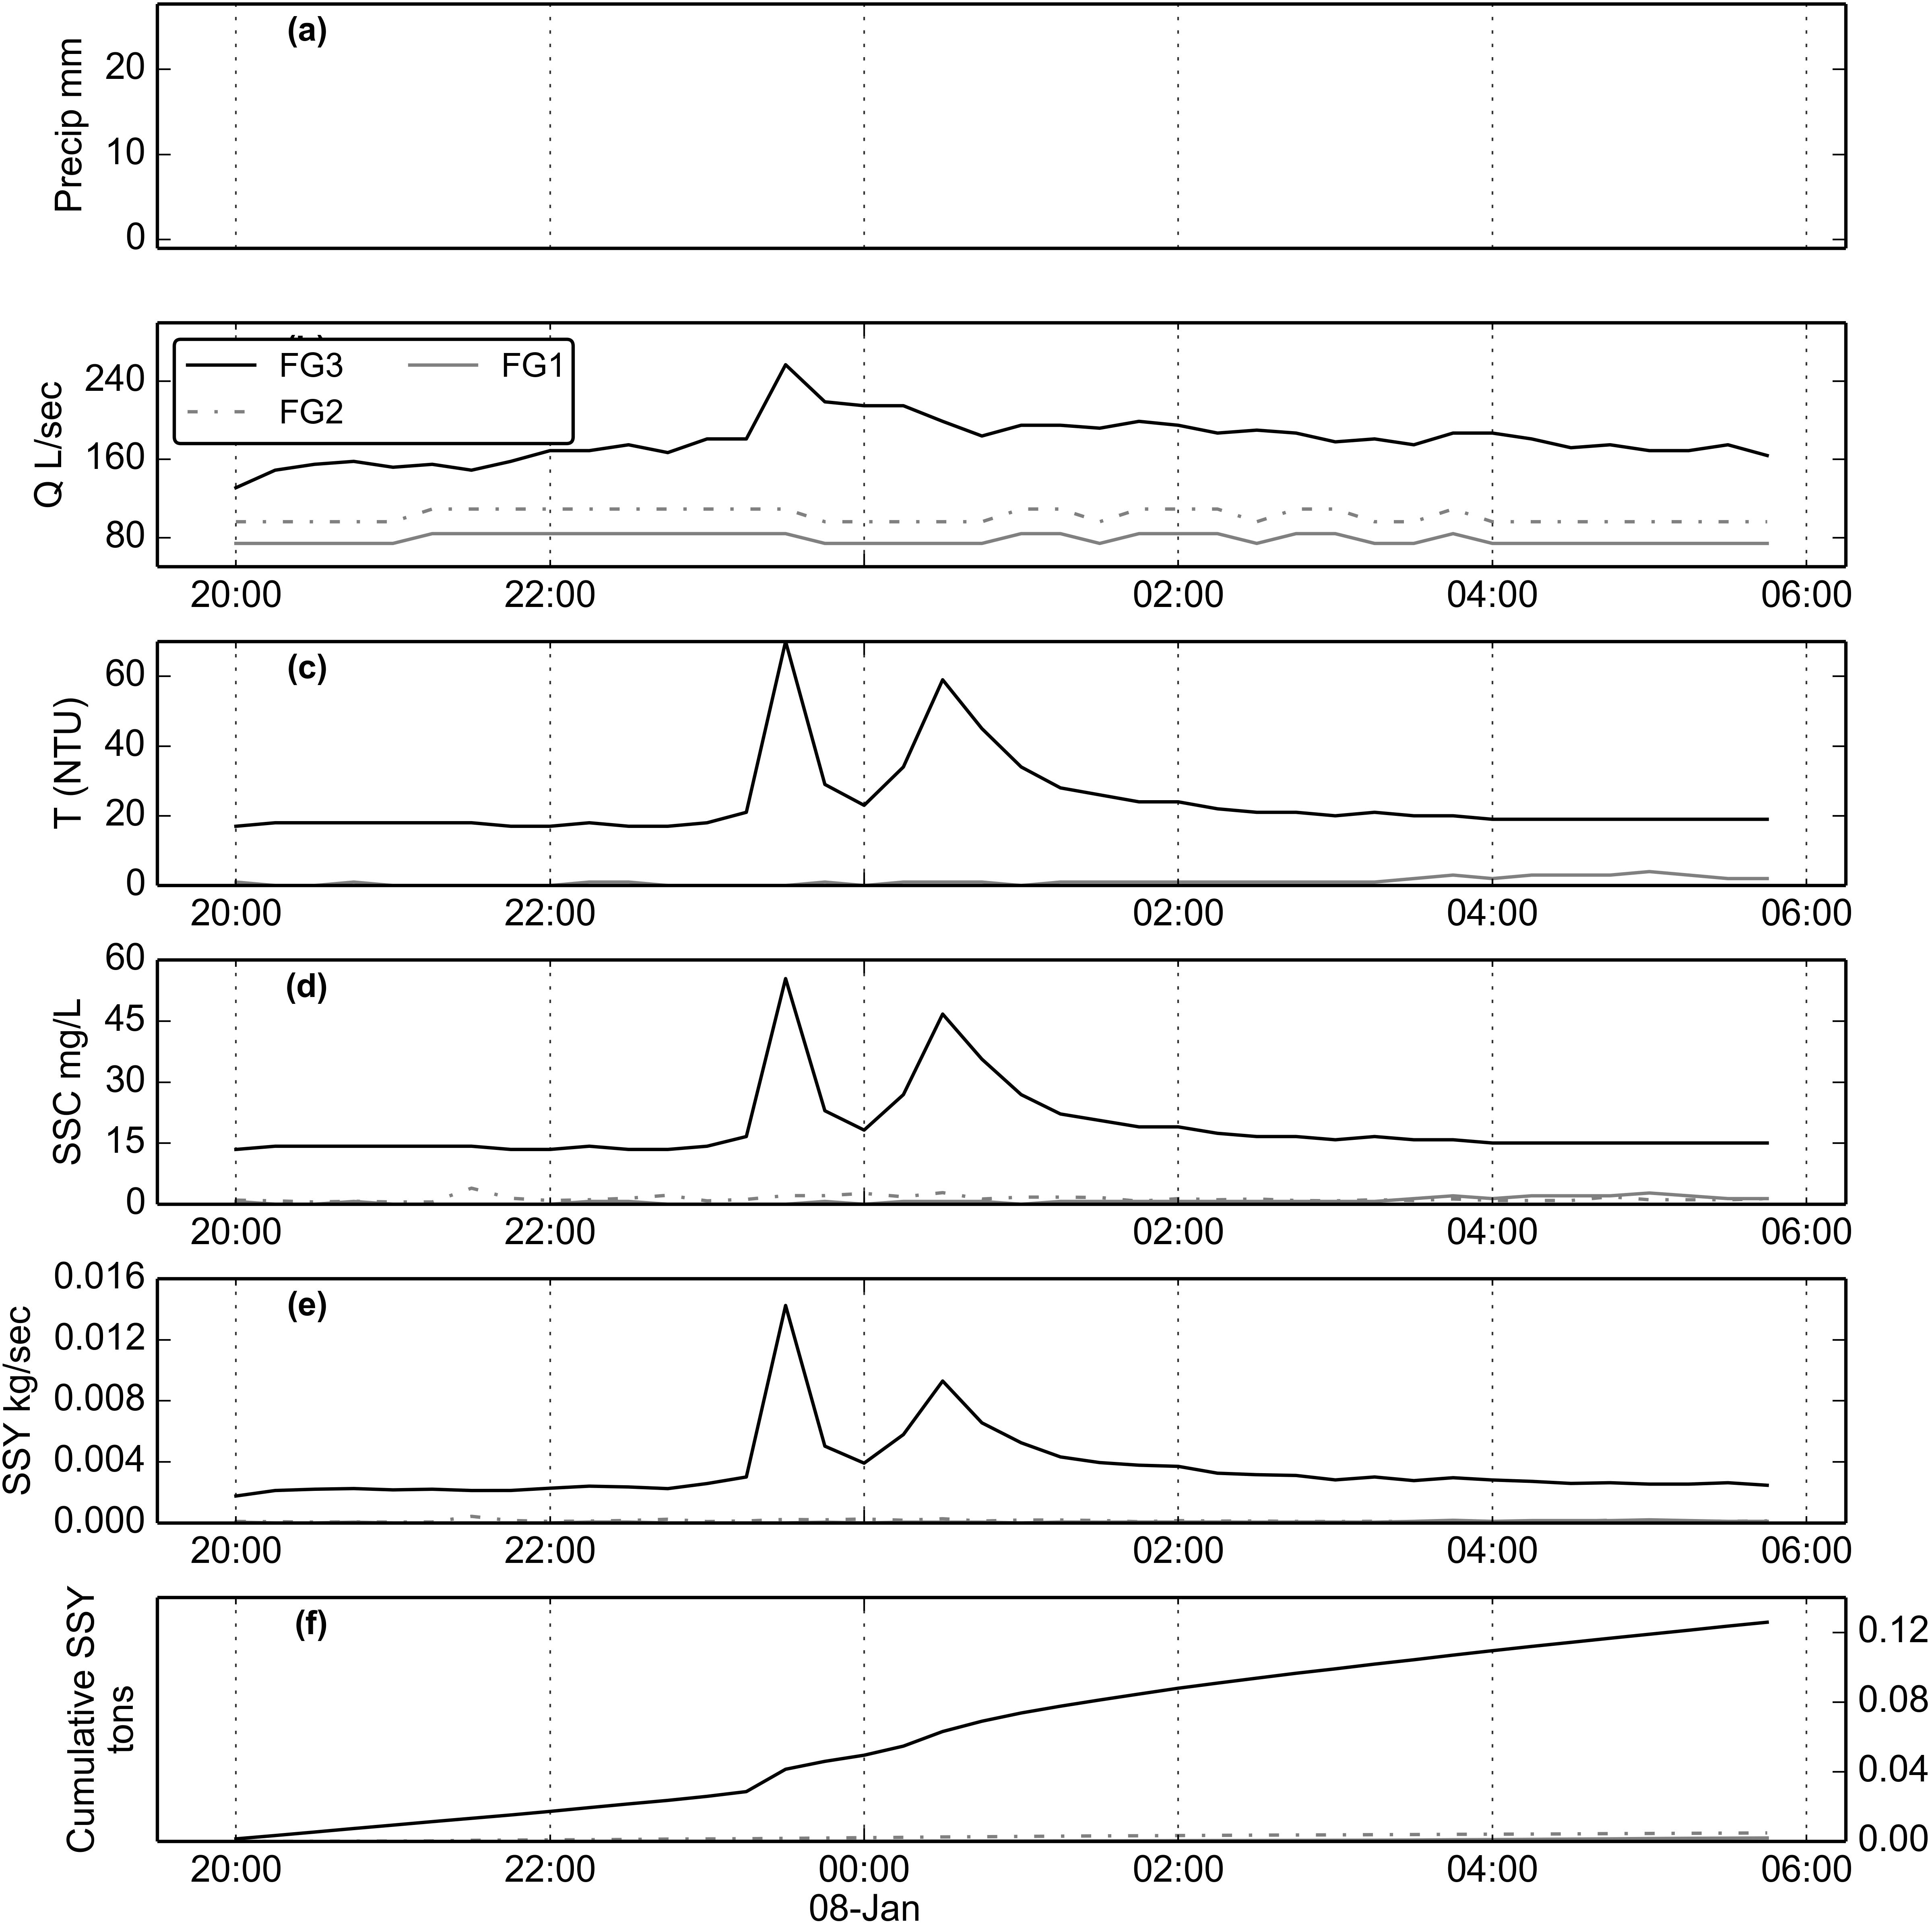 (a)
Precip mm
20
10
0
FG3 FG1
FG2
Q L/sec
240
160
80
20:00 22:00 02:00 04:00 06:00
(c)
T (NTU)
60
40
20
0
20:00 22:00 02:00 04:00 06:00
(d)
SSC mg/L
60
45
30
15
0
20:00 22:00 02:00 04:00 06:00
(e)
SSY kg/sec
0.016
0.012
0.008
0.004
0.000
20:00 22:00 02:00 04:00 06:00
(f)
Cumulative SSY
tons
0.12
0.08
0.04
0.00
20:00 22:00 00:00 02:00 04:00 06:00
08-Jan